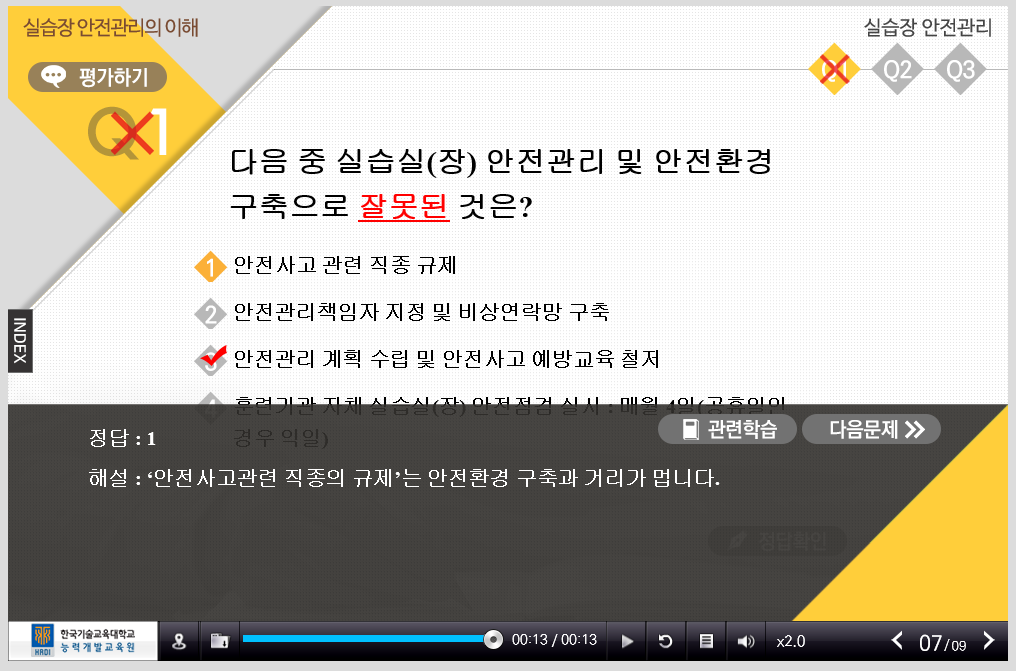 실습장 안전관리의 이해
실습장 안전관리
평가하기
Q1
Q1 Q2 Q3
다음 중 실습실(장) 안전관리 및 안전환경
구축으로 잘못된 것은?
1 안전사고 관련 직종 규제
2 안전관리책임자 지정 및 비상연락망 구축
3 안전관리 계획 수립 및 안전사고 예방교육 철저
4 훈련기관 자체 실습실(장) 안전점검 실시 : 매월 4일(공휴일인
경우 익일)
INDEX
정답 : 1
관련학습
다음문제
해설 : ‘안전사고관련 직종의 규제’는 안전환경 구축과 거리가 멉니다.
정답확인
HRDI
한국기술교육대학교
능력개발교육원
00:13 / 00:13
x2.0
07/09